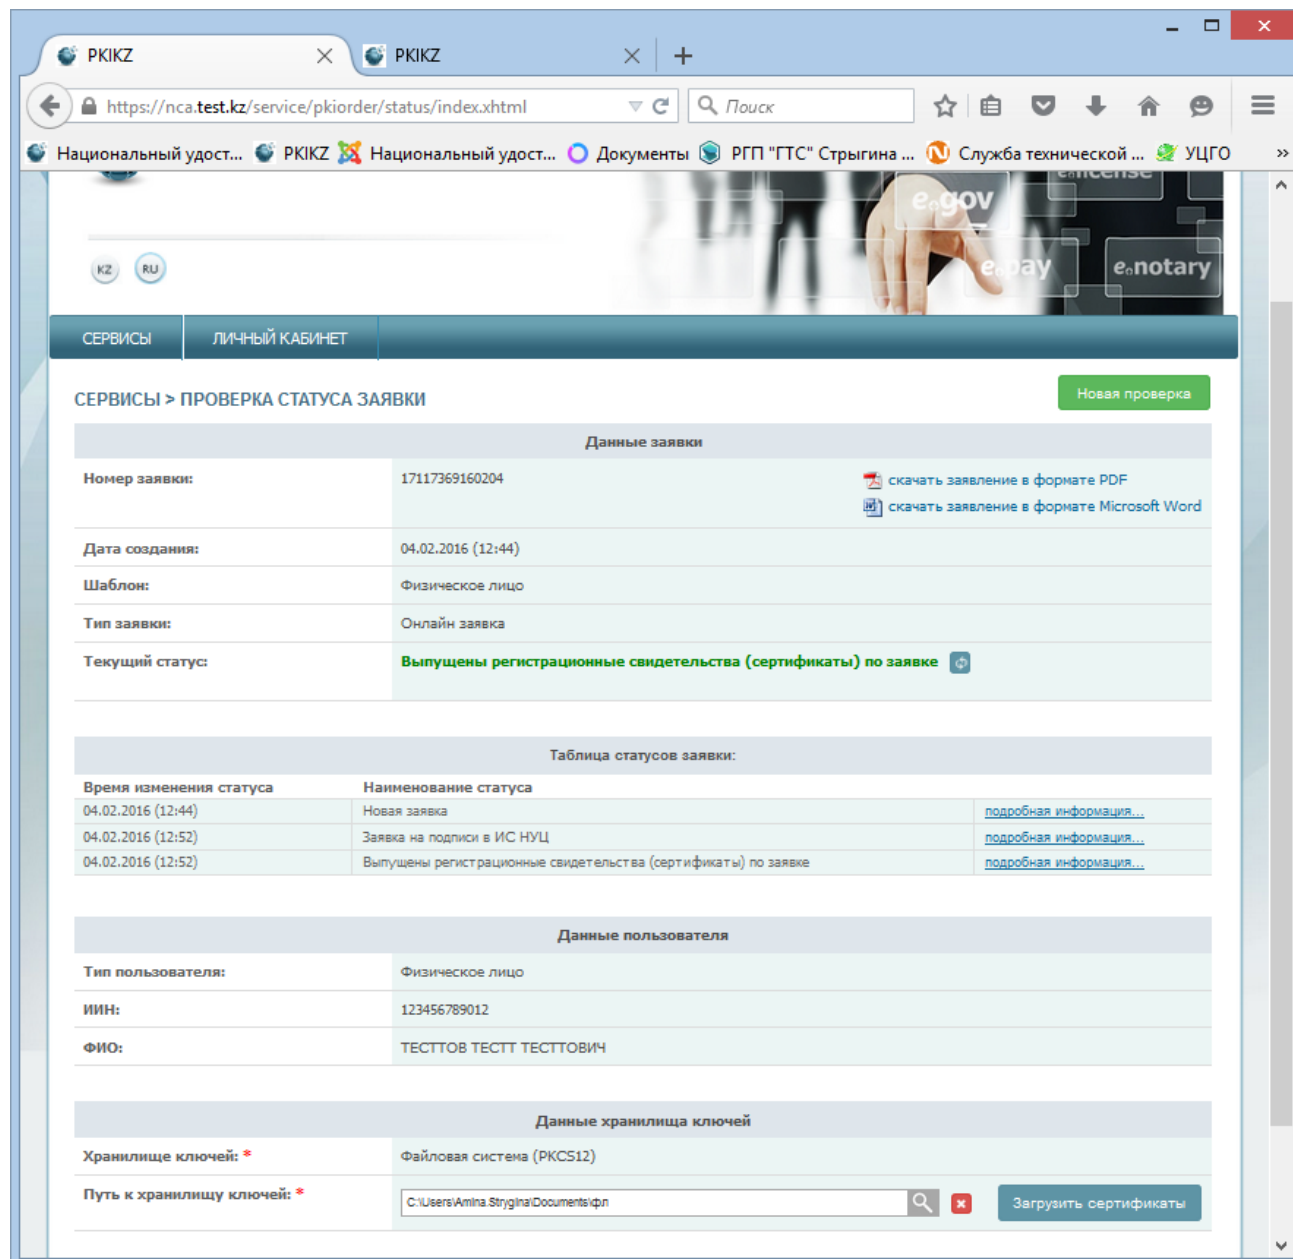 PKIKZ
PKIKZ
https://nca.test.kz/service/pkiorder/status/index.xhtml
Поиск
Национальный удост...
PKIKZ
Национальный удост...
Документы
РГП "ГТС" Стрыгина ...
Служба технической ...
УЦГО
e.license
e.gov
e.pay
e.notary
KZ
RU
СЕРВИСЫ
ЛИЧНЫЙ КАБИНЕТ
СЕРВИСЫ > ПРОВЕРКА СТАТУСА ЗАЯВКИ
Новая проверка
Данные заявки
Номер заявки:
17117369160204
скачать заявление в формате PDF
скачать заявление в формате Microsoft Word
Дата создания:
04.02.2016 (12:44)
Шаблон:
Физическое лицо
Тип заявки:
Онлайн заявка
Текущий статус:
Выпущены регистрационные свидетельства (сертификаты) по заявке
Таблица статусов заявки:
Время изменения статуса
Наименование статуса
04.02.2016 (12:44)
Новая заявка
подробная информация...
04.02.2016 (12:52)
Заявка на подписи в ИС НУЦ
подробная информация...
04.02.2016 (12:52)
Выпущены регистрационные свидетельства (сертификаты) по заявке
подробная информация...
Данные пользователя
Тип пользователя:
Физическое лицо
ИИН:
123456789012
ФИО:
ТЕСТТОВ ТЕСТТ ТЕСТТОВИЧ
Данные хранилища ключей
Хранилище ключей: *
Файловая система (PKCS12)
Путь к хранилищу ключей: *
C:\Users\Amina.Strygina\Documents\фл
Загрузить сертификаты